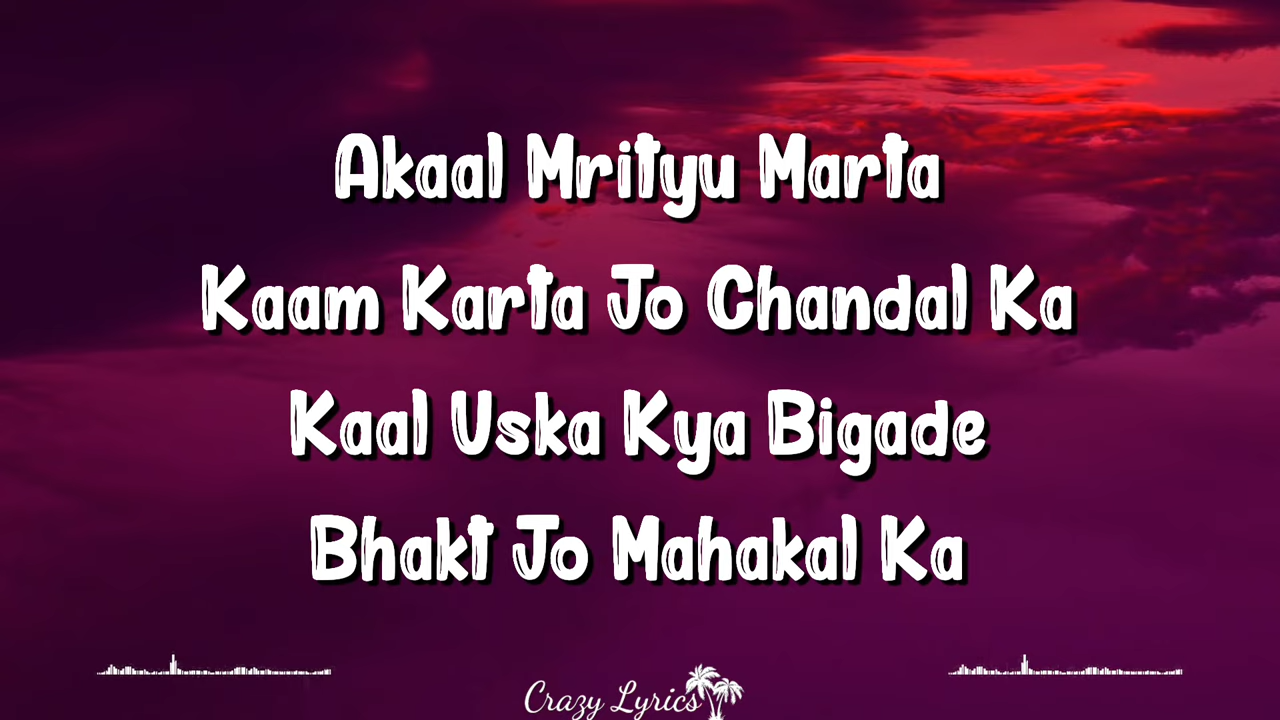 Akaal Mrityu Marta
Kaam Karta Jo Chandal Ka
Kaal Uska Kya Bigade
Bhakt Jo Mahakal Ka
Crazy Lyrics